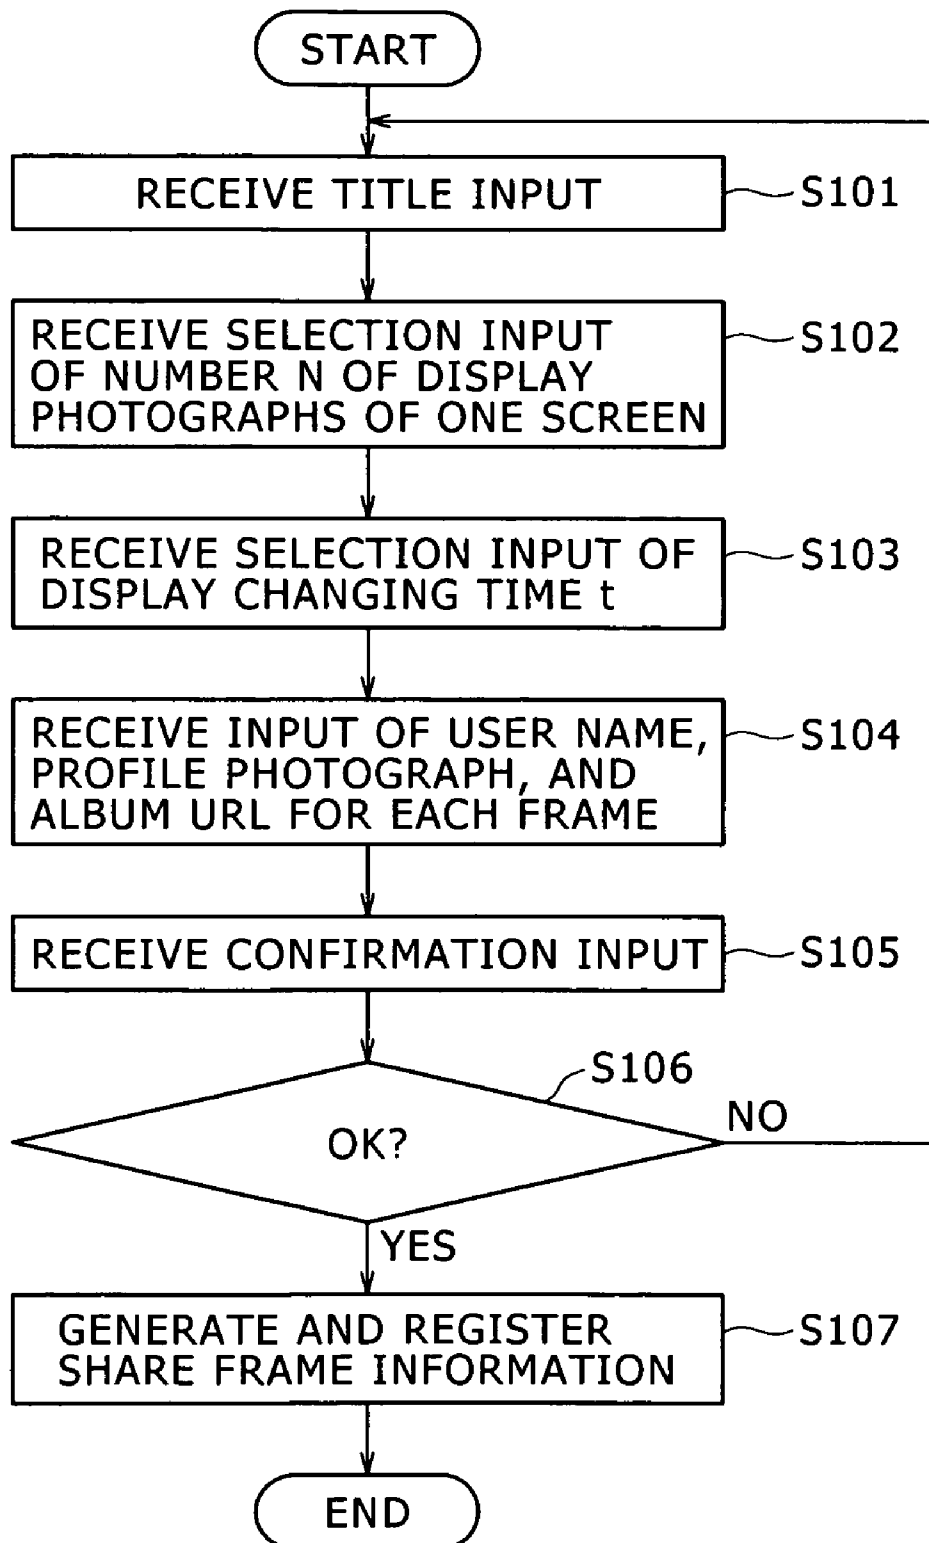 START
RECEIVE TITLE INPUT
S101
RECEIVE SELECTION INPUT
OF NUMBER N OF DISPLAY
PHOTOGRAPHS OF ONE SCREEN
S102
RECEIVE SELECTION INPUT OF
DISPLAY CHANGING TIME t
S103
RECEIVE INPUT OF USER NAME,
PROFILE PHOTOGRAPH, AND
ALBUM URL FOR EACH FRAME
S104
RECEIVE CONFIRMATION INPUT
S105
S106
OK?
NO
YES
GENERATE AND REGISTER
SHARE FRAME INFORMATION
S107
END